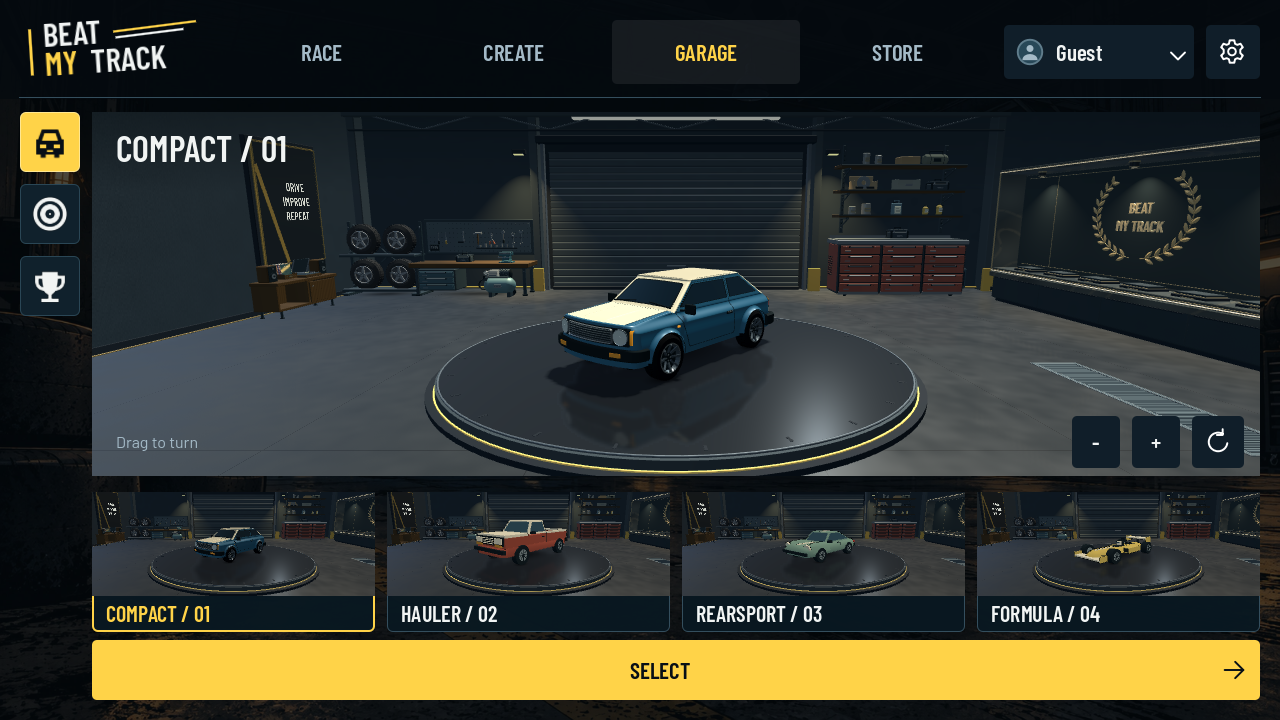 BEAT
MY TRACK
RACE
CREATE
GARAGE
STORE
Guest
COMPACT / 01
DRIVE
IMPROVE
REPEAT
BEAT
MY TRACK
Drag to turn
-
+
COMPACT / 01
HAULER / 02
REARSPORT / 03
FORMULA / 04
SELECT